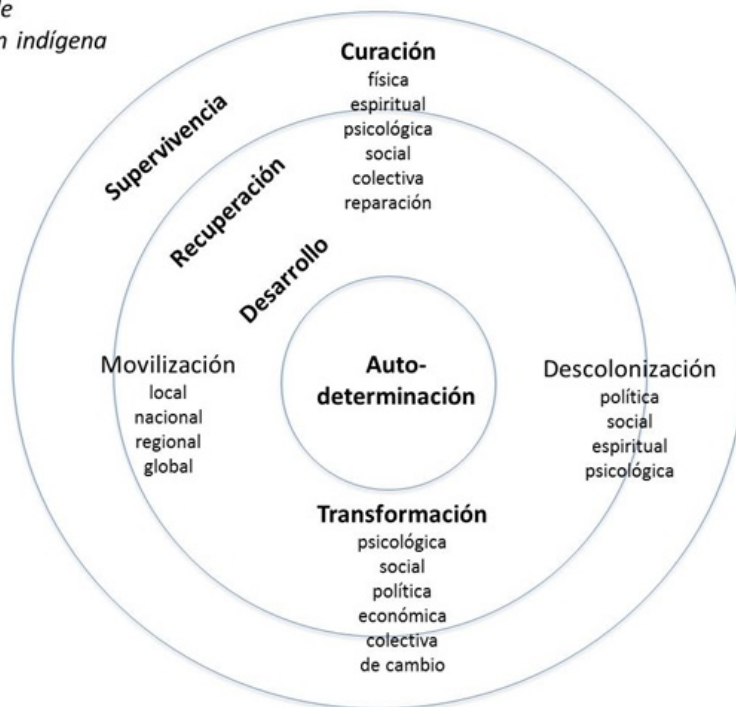 de
n indígena
Curación
física
espiritual
psicológica
social
colectiva
reparación
Supervivencia
Recuperación
Desarrollo
Movilización
local
nacional
regional
global
Auto-
determinación
Descolonización
política
social
espiritual
psicológica
Transformación
psicológica
social
política
económica
colectiva
de cambio